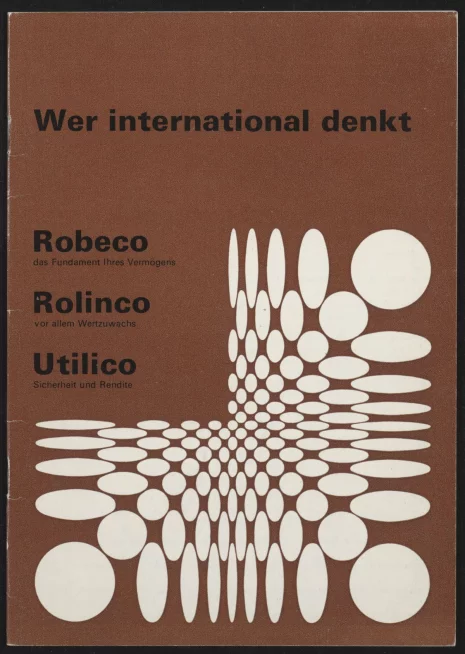 Wer international denkt
Robeco
das Fundament Ihres Vermögens
Rolinco
vor allem Wertzuwachs
Utilico
Sicherheit und Rendite